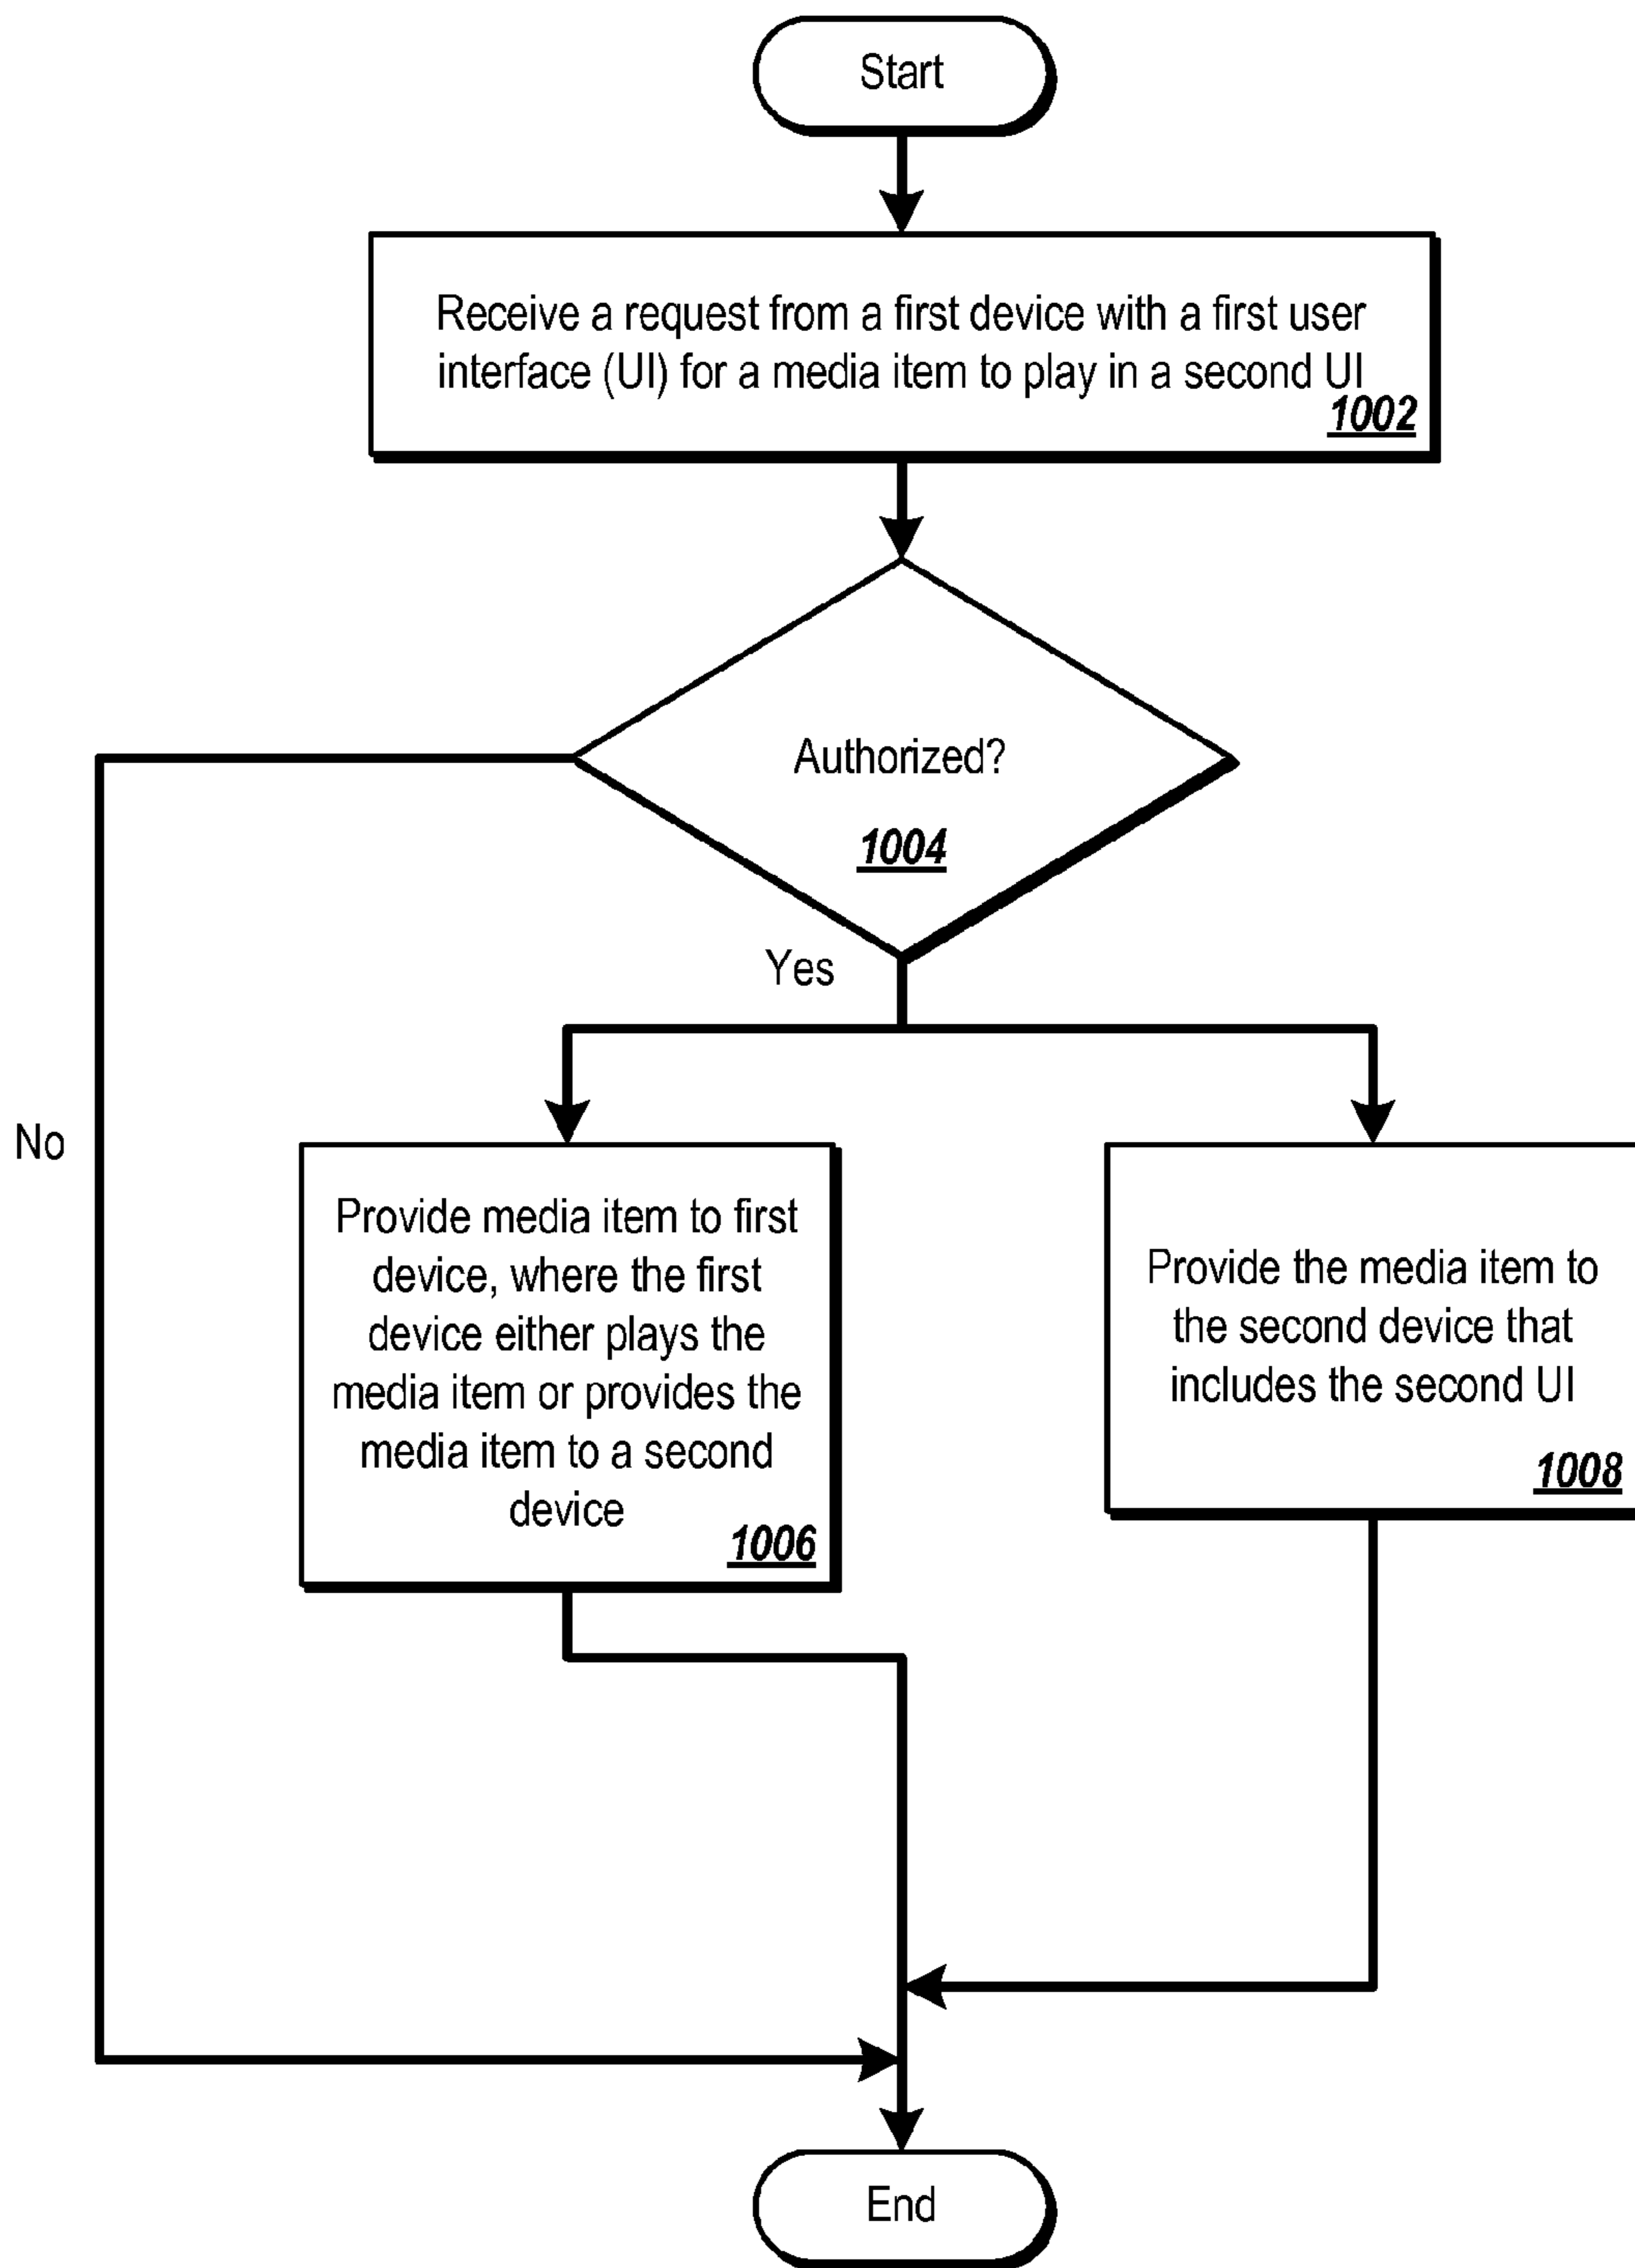 Start
Receive a request from a first device with a first user
interface (UI) for a media item to play in a second UI
1002
Authorized?
1004
Yes
No
Provide media item to first
device, where the first
device either plays the
media item or provides the
media item to a second
device
1006
Provide the media item to
the second device that
includes the second UI
1008
End